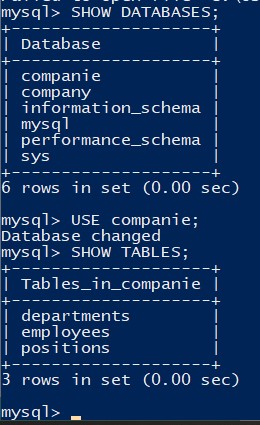 mysql> SHOW DATABASES;
+--------------------+
| Database           |
+--------------------+
| companie           |
| company            |
| information_schema |
| mysql              |
| performance_schema |
| sys                |
+--------------------+
6 rows in set (0.00 sec)
mysql> USE companie;
Database changed
mysql> SHOW TABLES;
+--------------------+
| Tables_in_companie |
+--------------------+
| departments        |
| employees          |
| positions          |
+--------------------+
3 rows in set (0.00 sec)
mysql>